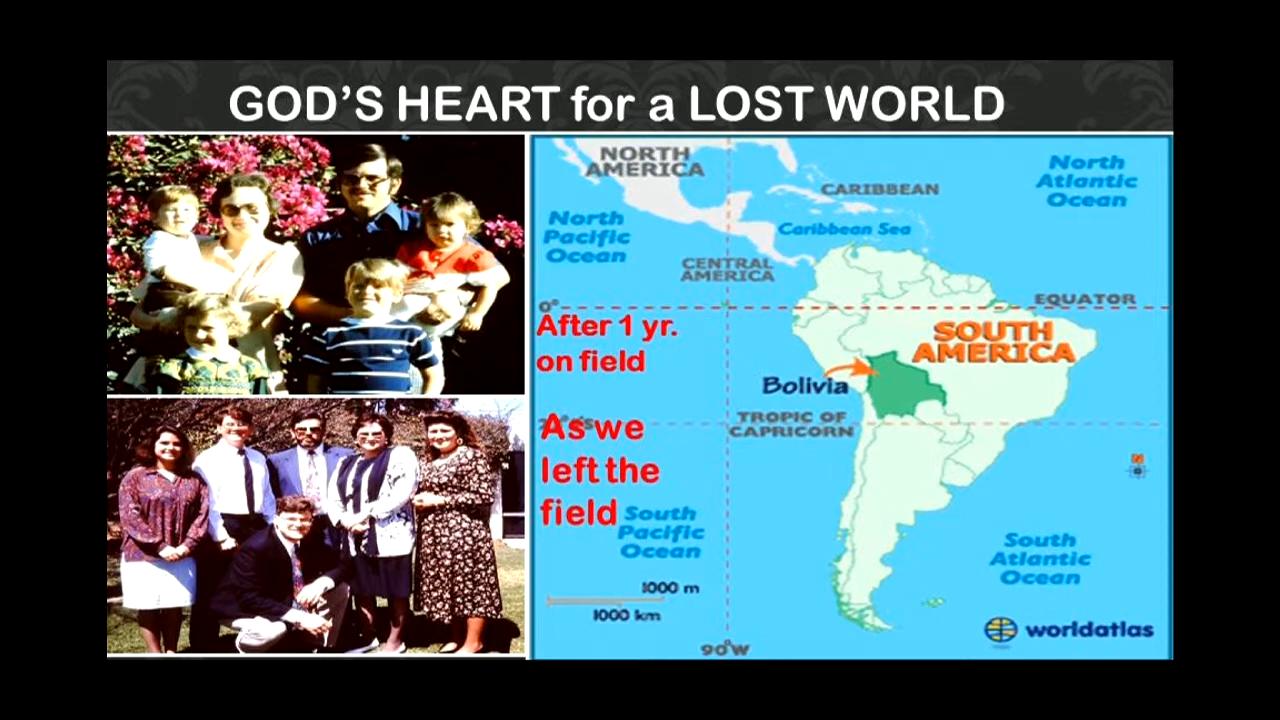 GOD'S HEART for a LOST WORLD
NORTH
AMERICA
North
Atlantic
Ocean
CARIBBEAN
North
Pacific
Ocean
Caribbean Sea
CENTRAL
AMERICA
0°
EQUATOR
After 1 yr.
on field
SOUTH
AMERICA
Bolivia
TROPIC OF
CAPRICORN
As we
left the
field
South
Pacific
Ocean
South
Atlantic
Ocean
N
1000 m
1000 km
worldatlas
90°W